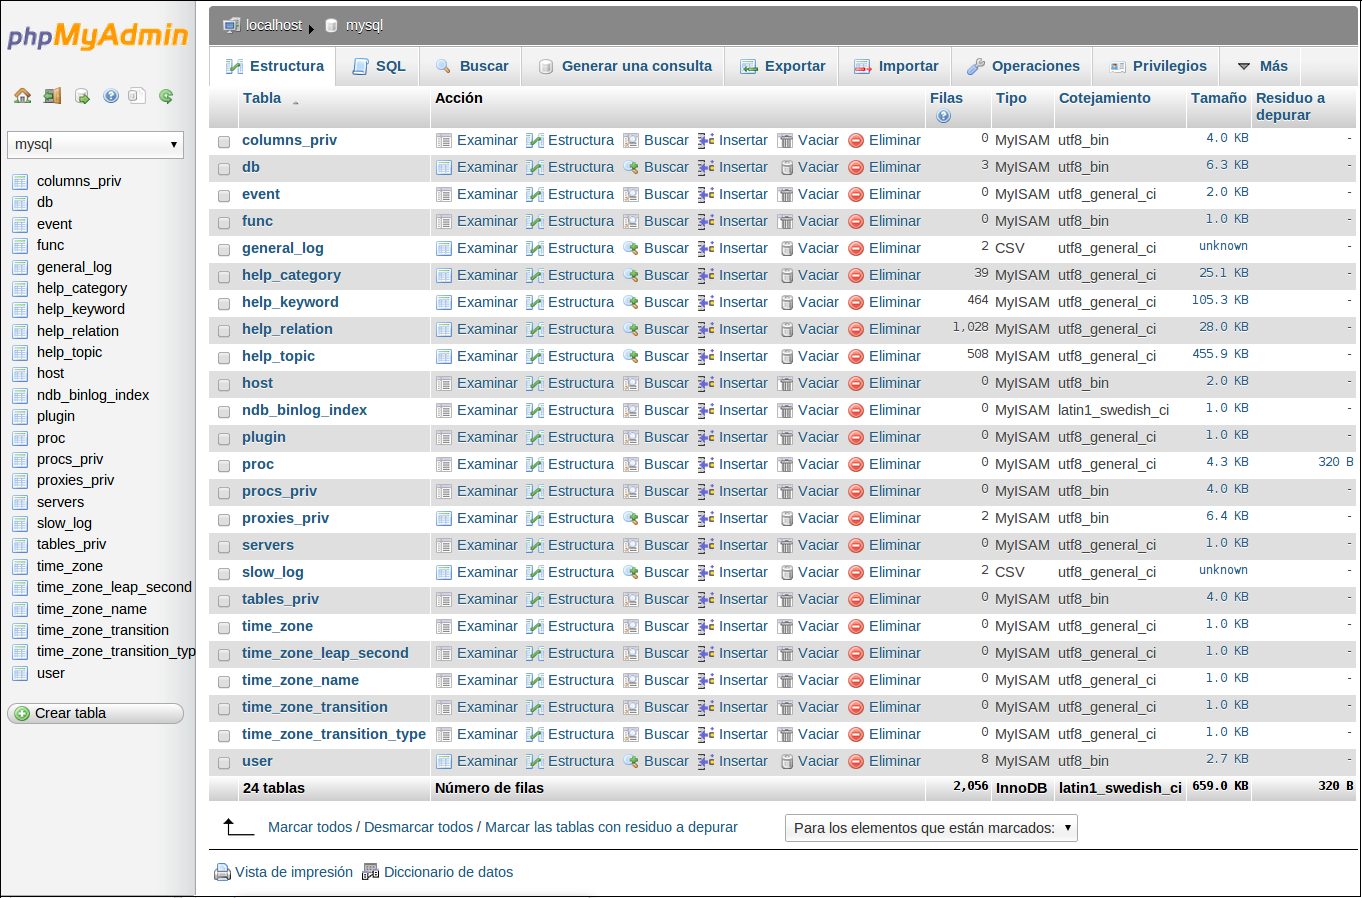 phpMyAdmin
mysql
columns_priv
db
event
func
general_log
help_category
help_keyword
help_relation
help_topic
host
ndb_binlog_index
plugin
proc
procs_priv
proxies_priv
servers
slow_log
tables_priv
time_zone
time_zone_leap_second
time_zone_name
time_zone_transition
time_zone_transition_typ
user
Crear tabla
localhost mysql
Estructura SQL Buscar Generar una consulta Exportar Importar Operaciones Privilegios Más
Tabla Acción Filas Tipo Cotejamiento Tamaño Residuo a depurar
columns_priv Examinar Estructura Buscar Insertar Vaciar Eliminar 0 MyISAM utf8_bin 4.0 KB -
db Examinar Estructura Buscar Insertar Vaciar Eliminar 3 MyISAM utf8_bin 6.3 KB -
event Examinar Estructura Buscar Insertar Vaciar Eliminar 0 MyISAM utf8_general_ci 2.0 KB -
func Examinar Estructura Buscar Insertar Vaciar Eliminar 0 MyISAM utf8_bin 1.0 KB -
general_log Examinar Estructura Buscar Insertar Vaciar Eliminar 2 CSV utf8_general_ci unknown -
help_category Examinar Estructura Buscar Insertar Vaciar Eliminar 39 MyISAM utf8_general_ci 25.1 KB -
help_keyword Examinar Estructura Buscar Insertar Vaciar Eliminar 464 MyISAM utf8_general_ci 105.3 KB -
help_relation Examinar Estructura Buscar Insertar Vaciar Eliminar 1,028 MyISAM utf8_general_ci 28.0 KB -
help_topic Examinar Estructura Buscar Insertar Vaciar Eliminar 508 MyISAM utf8_general_ci 455.9 KB -
host Examinar Estructura Buscar Insertar Vaciar Eliminar 0 MyISAM utf8_bin 2.0 KB -
ndb_binlog_index Examinar Estructura Buscar Insertar Vaciar Eliminar 0 MyISAM latin1_swedish_ci 1.0 KB -
plugin Examinar Estructura Buscar Insertar Vaciar Eliminar 0 MyISAM utf8_general_ci 1.0 KB -
proc Examinar Estructura Buscar Insertar Vaciar Eliminar 0 MyISAM utf8_general_ci 4.3 KB 320 B
procs_priv Examinar Estructura Buscar Insertar Vaciar Eliminar 0 MyISAM utf8_bin 4.0 KB -
proxies_priv Examinar Estructura Buscar Insertar Vaciar Eliminar 2 MyISAM utf8_bin 6.4 KB -
servers Examinar Estructura Buscar Insertar Vaciar Eliminar 0 MyISAM utf8_general_ci 1.0 KB -
slow_log Examinar Estructura Buscar Insertar Vaciar Eliminar 2 CSV utf8_general_ci unknown -
tables_priv Examinar Estructura Buscar Insertar Vaciar Eliminar 0 MyISAM utf8_bin 4.0 KB -
time_zone Examinar Estructura Buscar Insertar Vaciar Eliminar 0 MyISAM utf8_general_ci 1.0 KB -
time_zone_leap_second Examinar Estructura Buscar Insertar Vaciar Eliminar 0 MyISAM utf8_general_ci 1.0 KB -
time_zone_name Examinar Estructura Buscar Insertar Vaciar Eliminar 0 MyISAM utf8_general_ci 1.0 KB -
time_zone_transition Examinar Estructura Buscar Insertar Vaciar Eliminar 0 MyISAM utf8_general_ci 1.0 KB -
time_zone_transition_type Examinar Estructura Buscar Insertar Vaciar Eliminar 0 MyISAM utf8_general_ci 1.0 KB -
user Examinar Estructura Buscar Insertar Vaciar Eliminar 8 MyISAM utf8_bin 2.7 KB -
24 tablas Número de filas 2,056 InnoDB latin1_swedish_ci 659.0 KB 320 B
Marcar todos / Desmarcar todos / Marcar las tablas con residuo a depurar Para los elementos que están marcados:
Vista de impresión Diccionario de datos